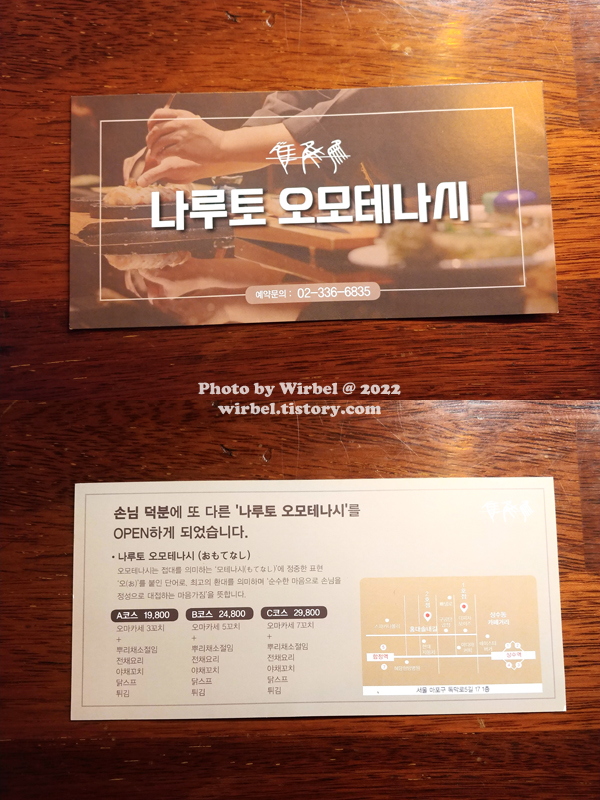 나루토 오모테나시
예약문의 : 02-336-6835
Photo by Wirbel @ 2022
wirbel.tistory.com
손님 덕분에 또 다른 '나루토 오모테나시'를
OPEN하게 되었습니다.
• 나루토 오모테나시 (おもてなし)
오모테나시는 접대를 의미하는 '모테나시(もてなし)'에 정중한 표현
'오(お)'를 붙인 단어로, 최고의 환대를 의미하며 '순수한 마음으로 손님을
정성으로 대접하는 마음가짐'을 뜻합니다.
A코스 19,800
오마카세 3꼬치
+
뿌리채소절임
전채요리
야채꼬치
닭스프
튀김
B코스 24,800
오마카세 5꼬치
+
뿌리채소절임
전채요리
야채꼬치
닭스프
튀김
C코스 29,800
오마카세 7꼬치
+
뿌리채소절임
전채요리
야채꼬치
닭스프
튀김
합정역
상수역
카페거리
서울 마포구 독막로5길 17 1층